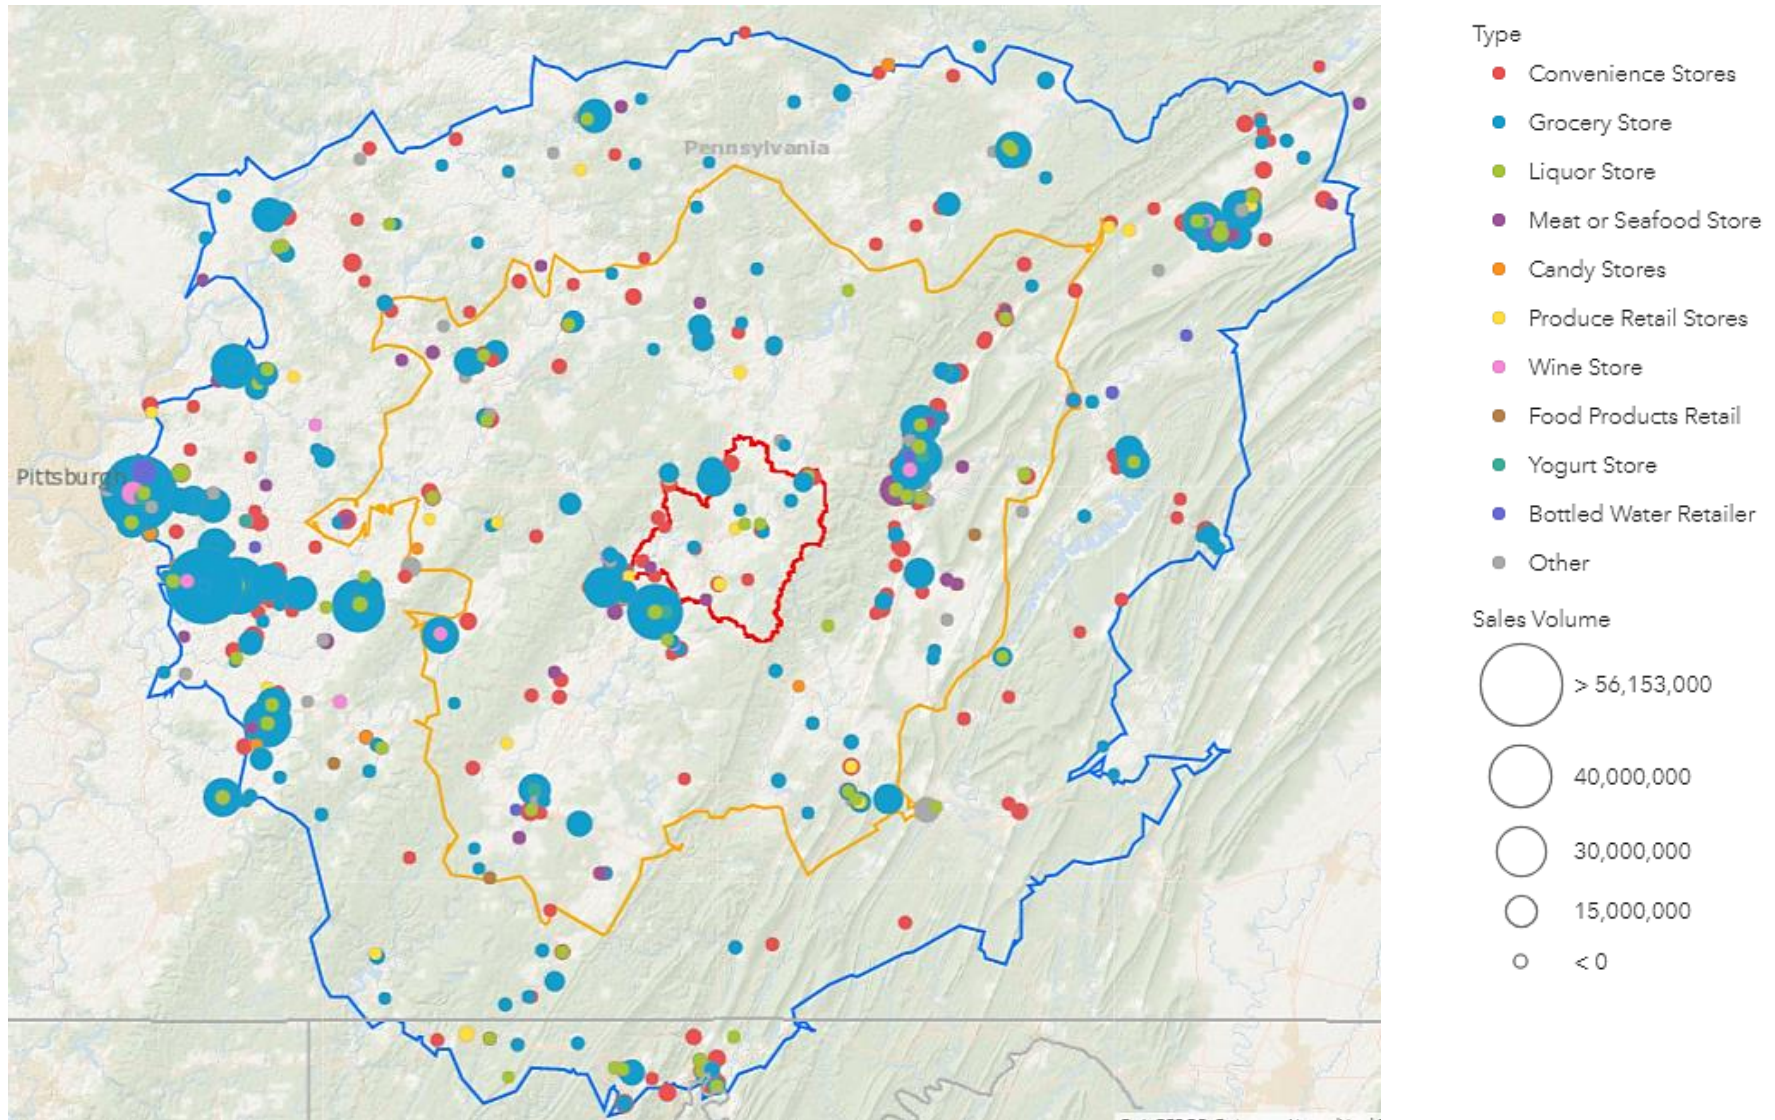 Pennsylvania
Pittsburgh
Type
Convenience Stores
Grocery Store
Liquor Store
Meat or Seafood Store
Candy Stores
Produce Retail Stores
Wine Store
Food Products Retail
Yogurt Store
Bottled Water Retailer
Other
Sales Volume
> 56,153,000
40,000,000
30,000,000
15,000,000
< 0